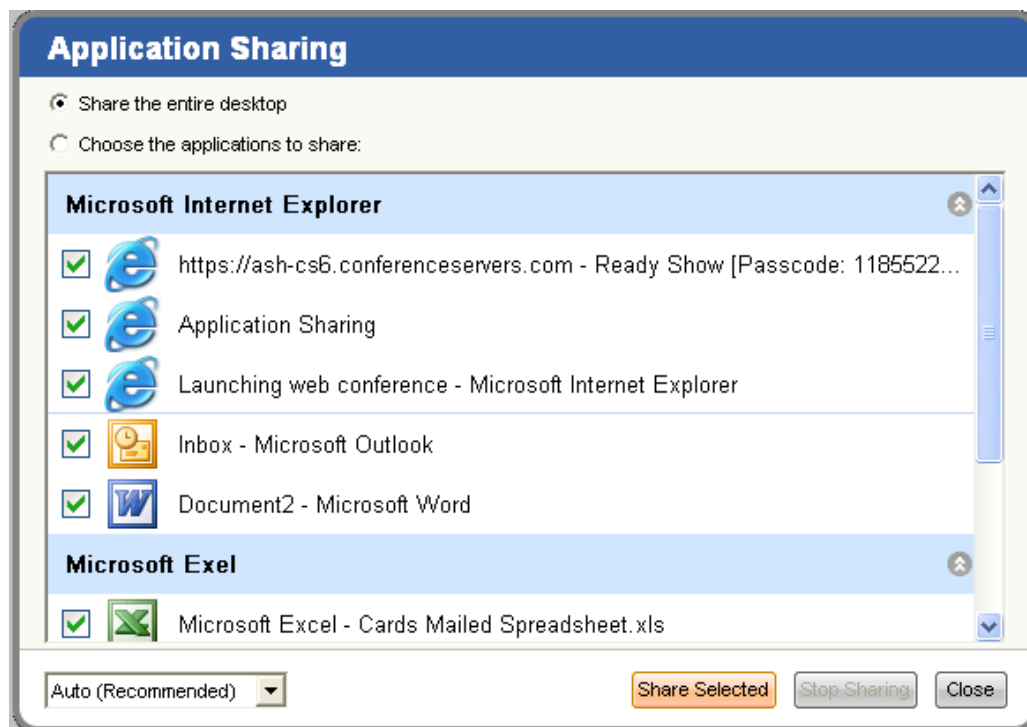 Application Sharing
Share the entire desktop
Choose the applications to share:
Microsoft Internet Explorer
https://ash-cs6.conferenceservers.com - Ready Show [Passcode: 1185522...
Application Sharing
Launching web conference - Microsoft Internet Explorer
Inbox - Microsoft Outlook
Document2 - Microsoft Word
Microsoft Exel
Microsoft Excel - Cards Mailed Spreadsheet.xls
Auto (Recommended) Share Selected Stop Sharing Close